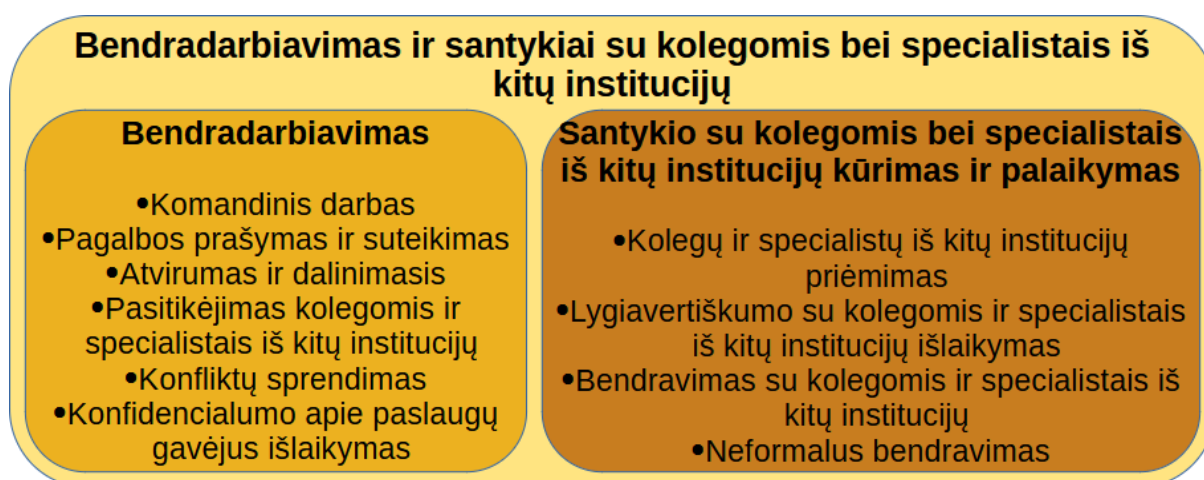 Bendradarbiavimas ir santykiai su kolegomis bei specialistais iš
kitų institucijų
Bendradarbiavimas
•Komandinis darbas
•Pagalbos prašymas ir suteikimas
•Atvirumas ir dalinimasis
•Pasitikėjimas kolegomis ir
specialistais iš kitų institucijų
•Konfliktų sprendimas
•Konfidencialumo apie paslaugų
gavėjus išlaikymas
Santykio su kolegomis bei specialistais
iš kitų institucijų kūrimas ir palaikymas
•Kolegų ir specialistų iš kitų institucijų
priėmimas
•Lygiavertiškumo su kolegomis ir specialistais
iš kitų institucijų išlaikymas
•Bendravimas su kolegomis ir specialistais iš
kitų institucijų
•Neformalus bendravimas